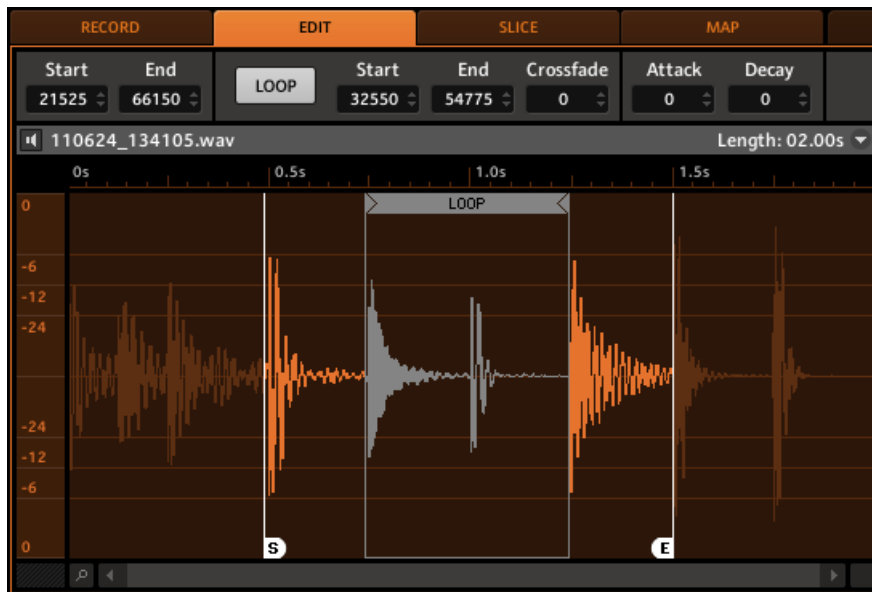 RECORD EDIT SLICE MAP
Start End Start End Crossfade Attack Decay
21525 66150 LOOP 32550 54775 0 0 0
110624_134105.wav Length: 02.00s
0s 0.5s 1.0s 1.5s
0 LOOP
-6
-12
-24
-24
-12
-6
0 S E